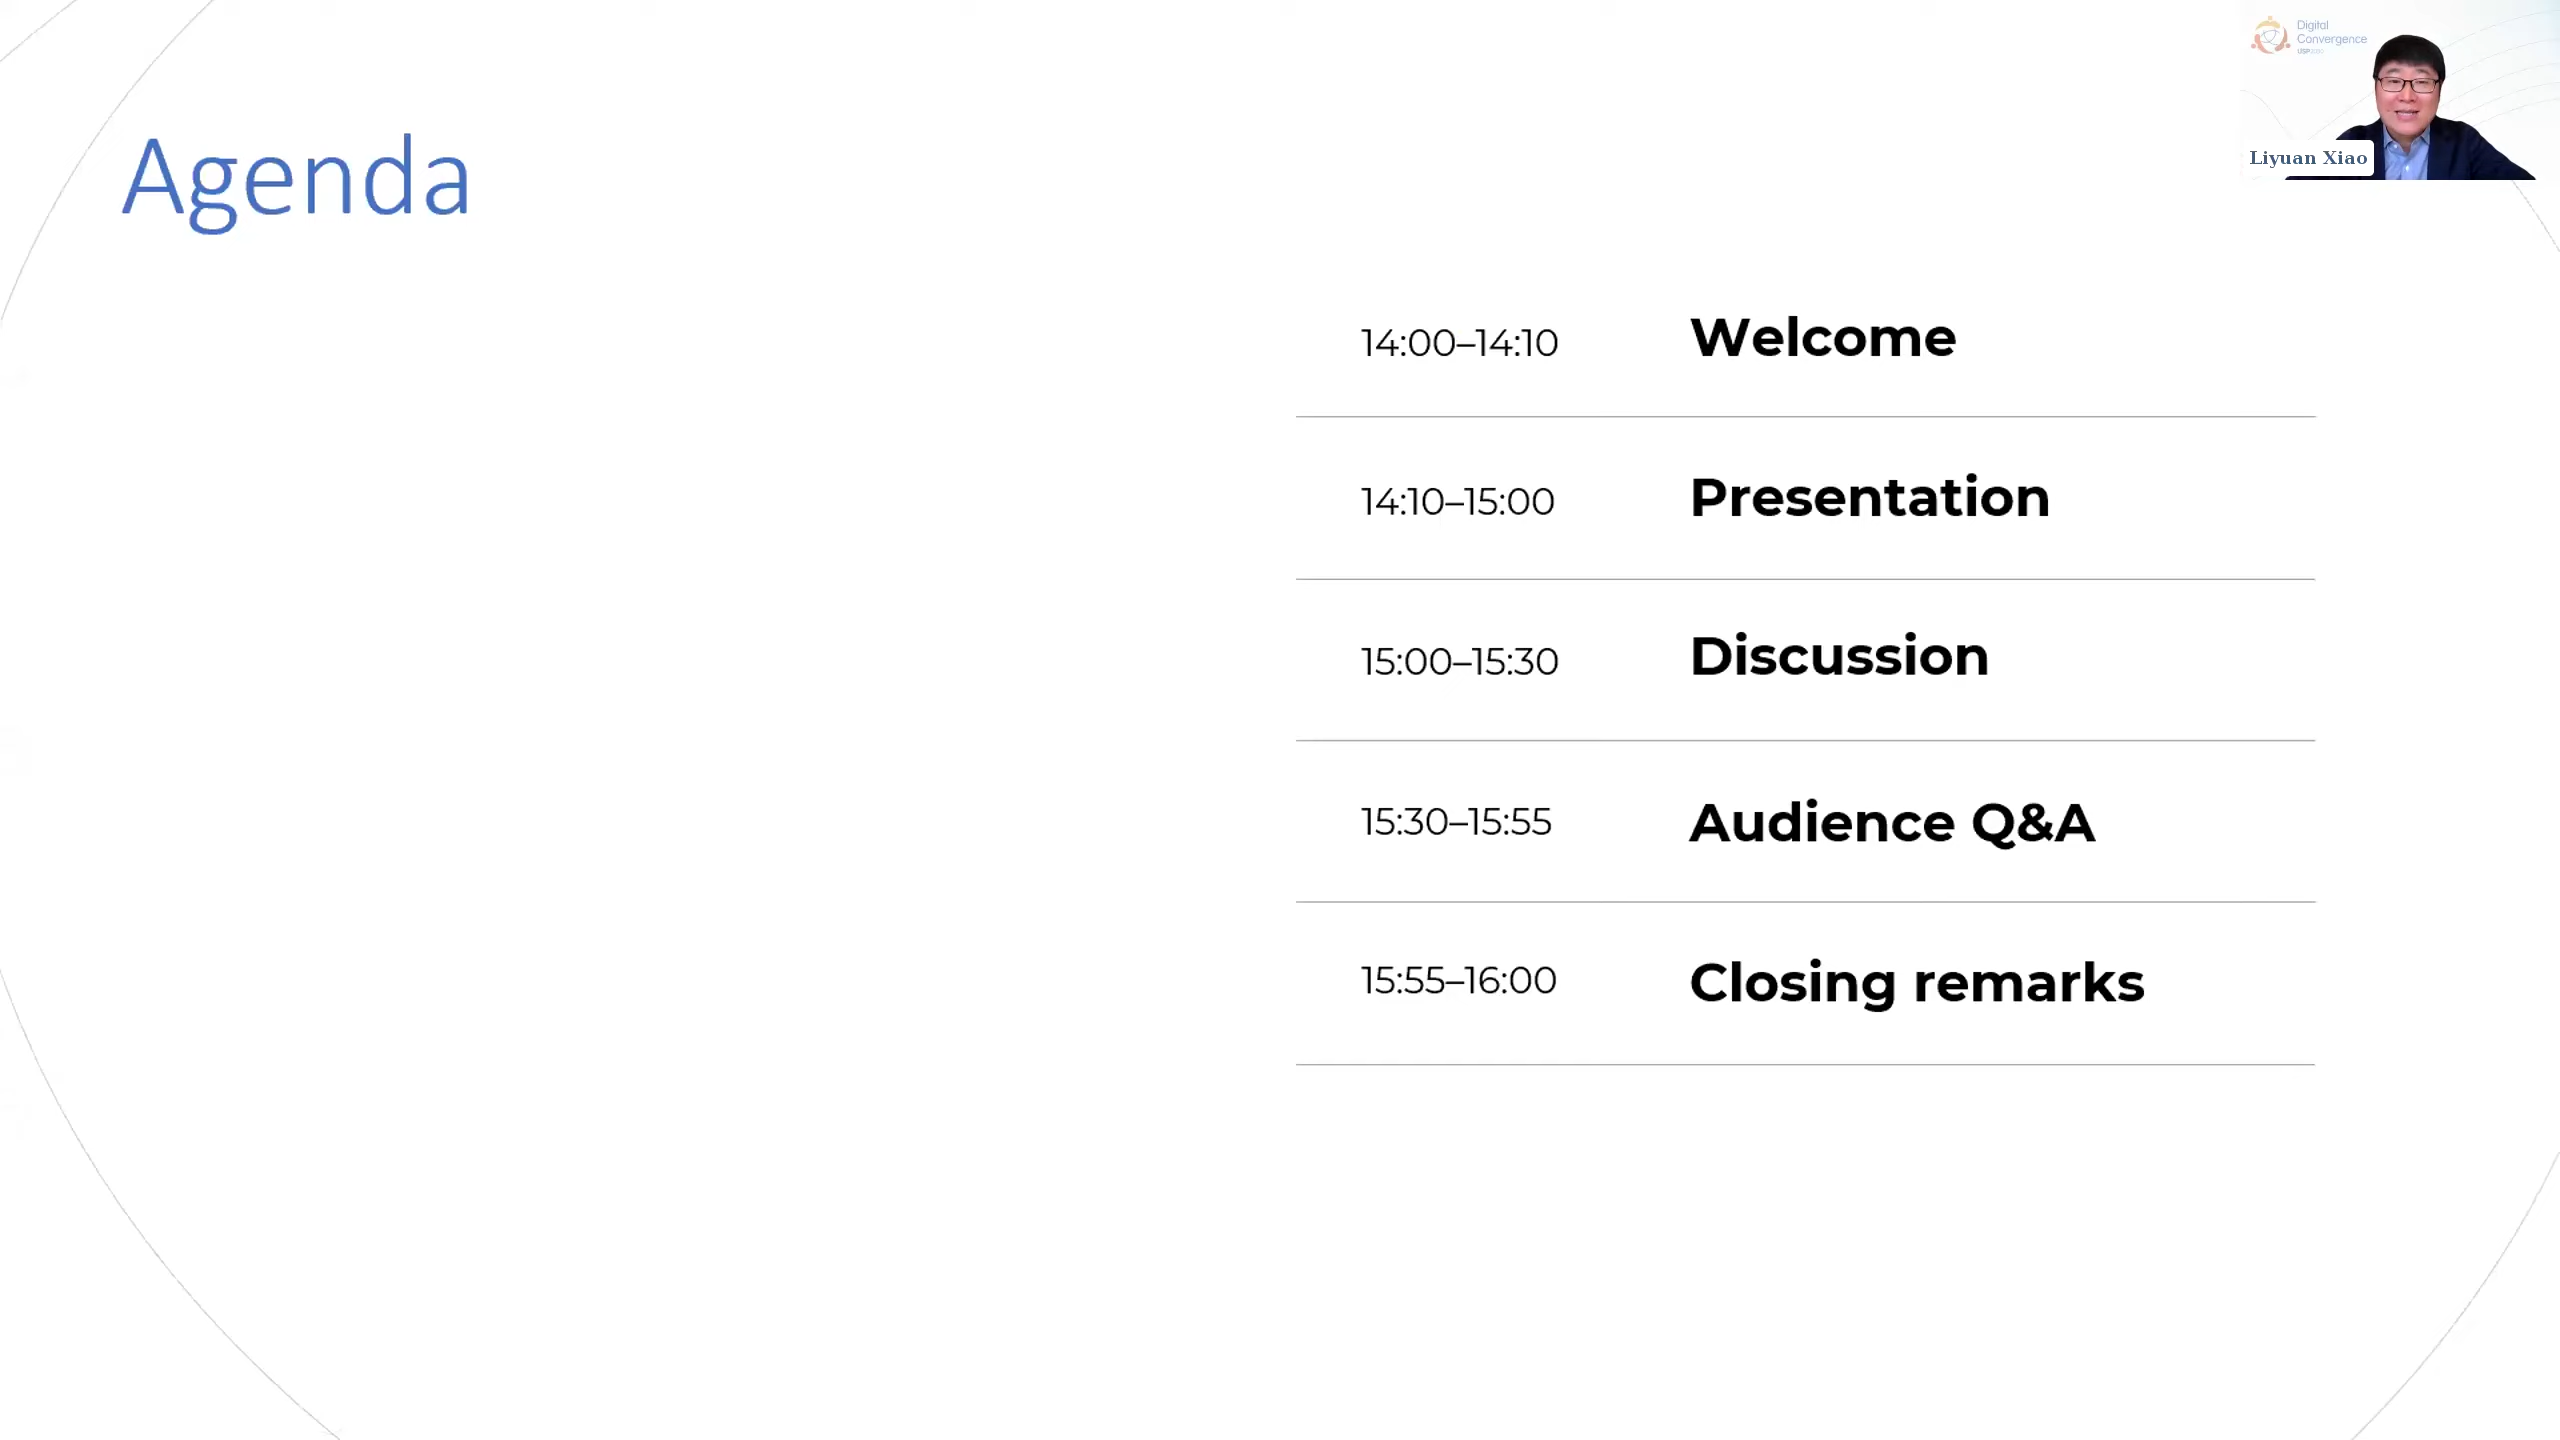 Agenda
Digital
Convergence
Liyuan Xiao
14:00–14:10 Welcome
14:10–15:00 Presentation
15:00–15:30 Discussion
15:30–15:55 Audience Q&A
15:55–16:00 Closing remarks